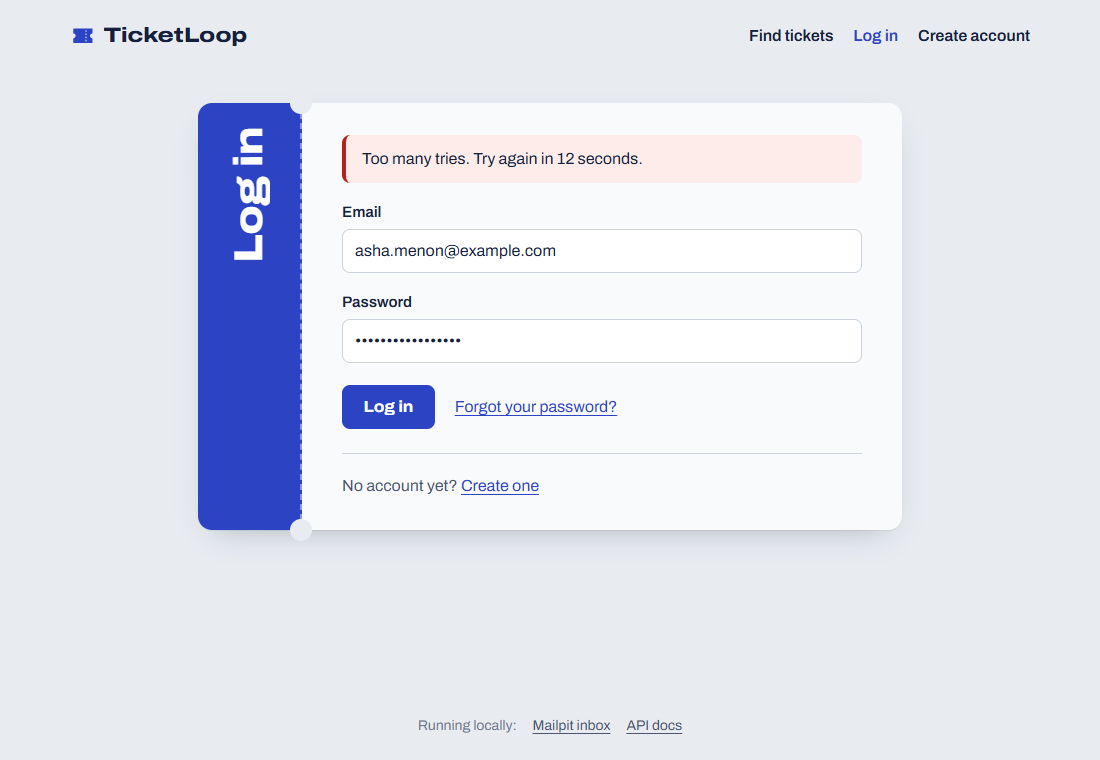 TicketLoop
Find tickets Log in Create account
Log in
Too many tries. Try again in 12 seconds.
Email
asha.menon@example.com
Password
•••••••••••••••••
Log in Forgot your password?
No account yet? Create one
Running locally: Mailpit inbox API docs